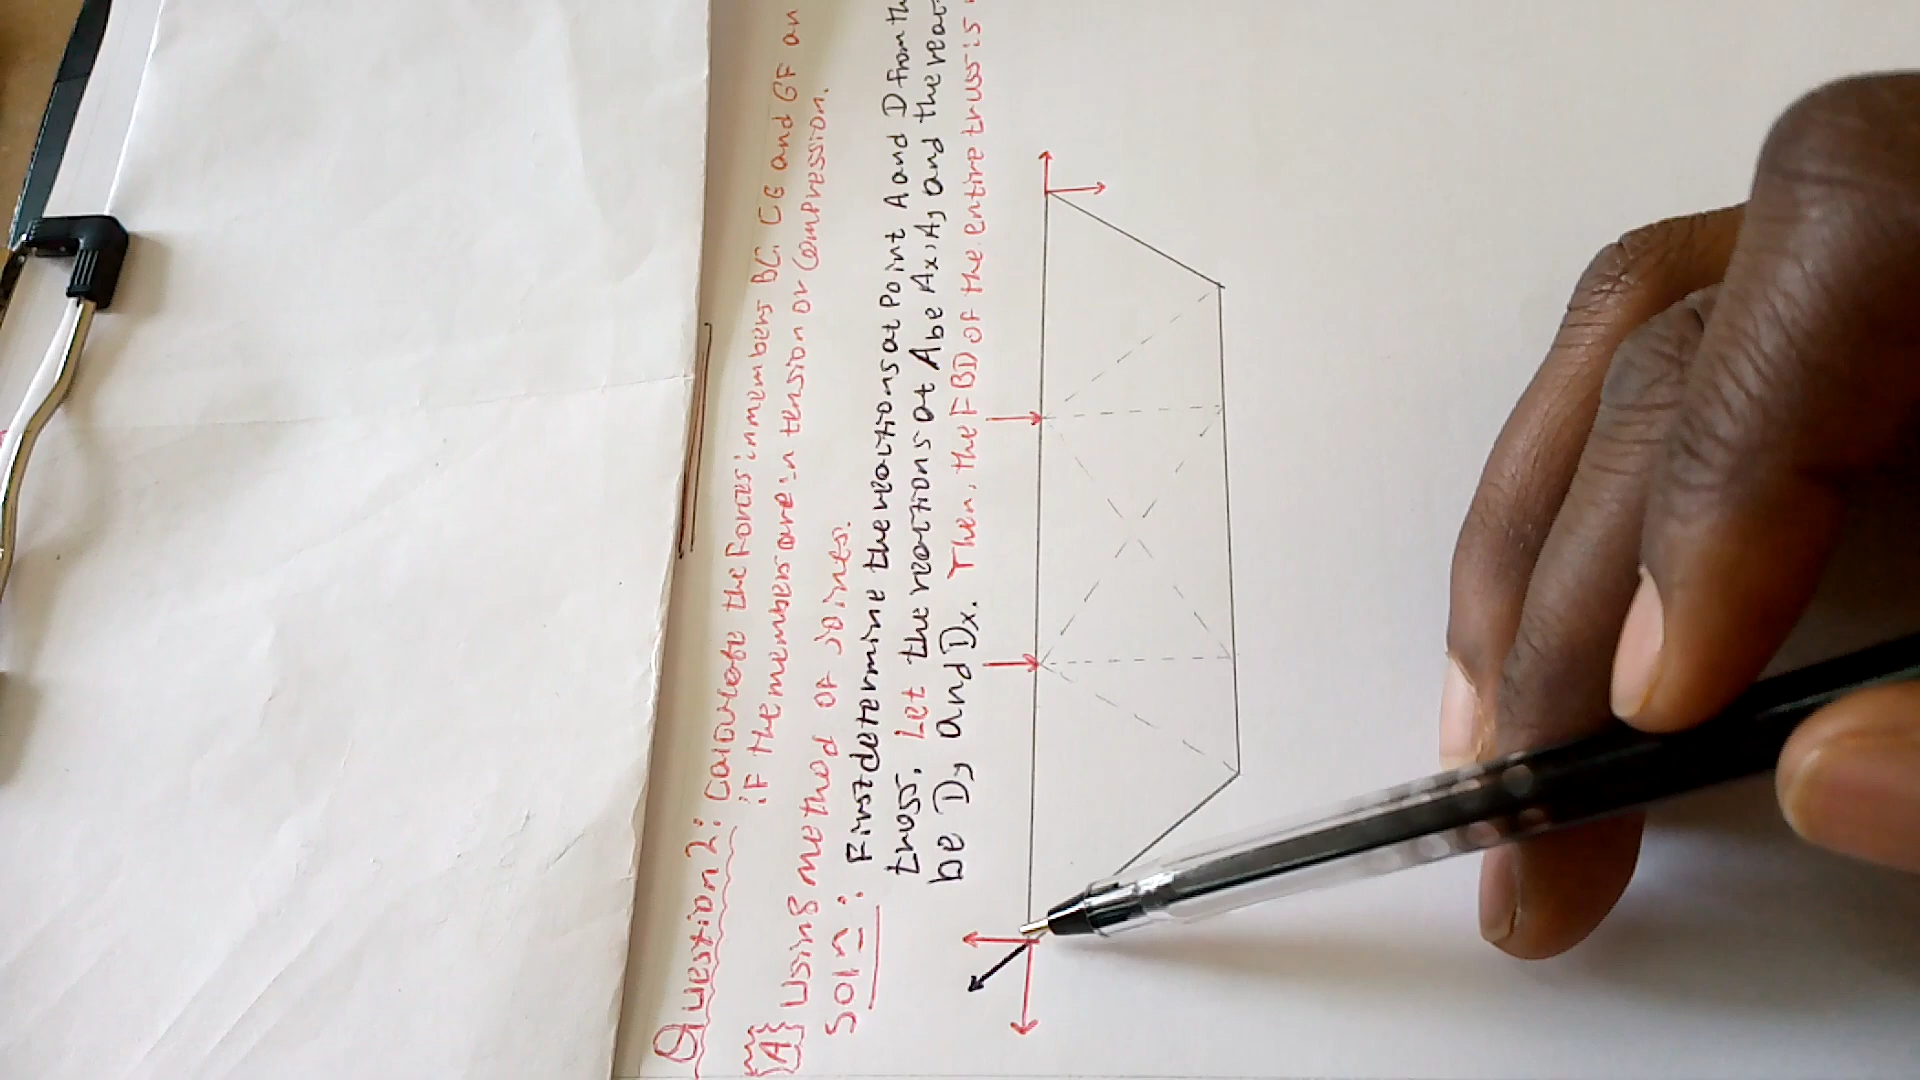 Question 2: Calculate the forces in members BC, CG and GF an
if the members are in tension or compression.
{A} Using method of joints.
Soln: First determine the reactions at point A and D from th
truss. Let the reactions at A be Ax, Ay and the reac
be Dy and Dx. Then, the FBD of the entire truss is